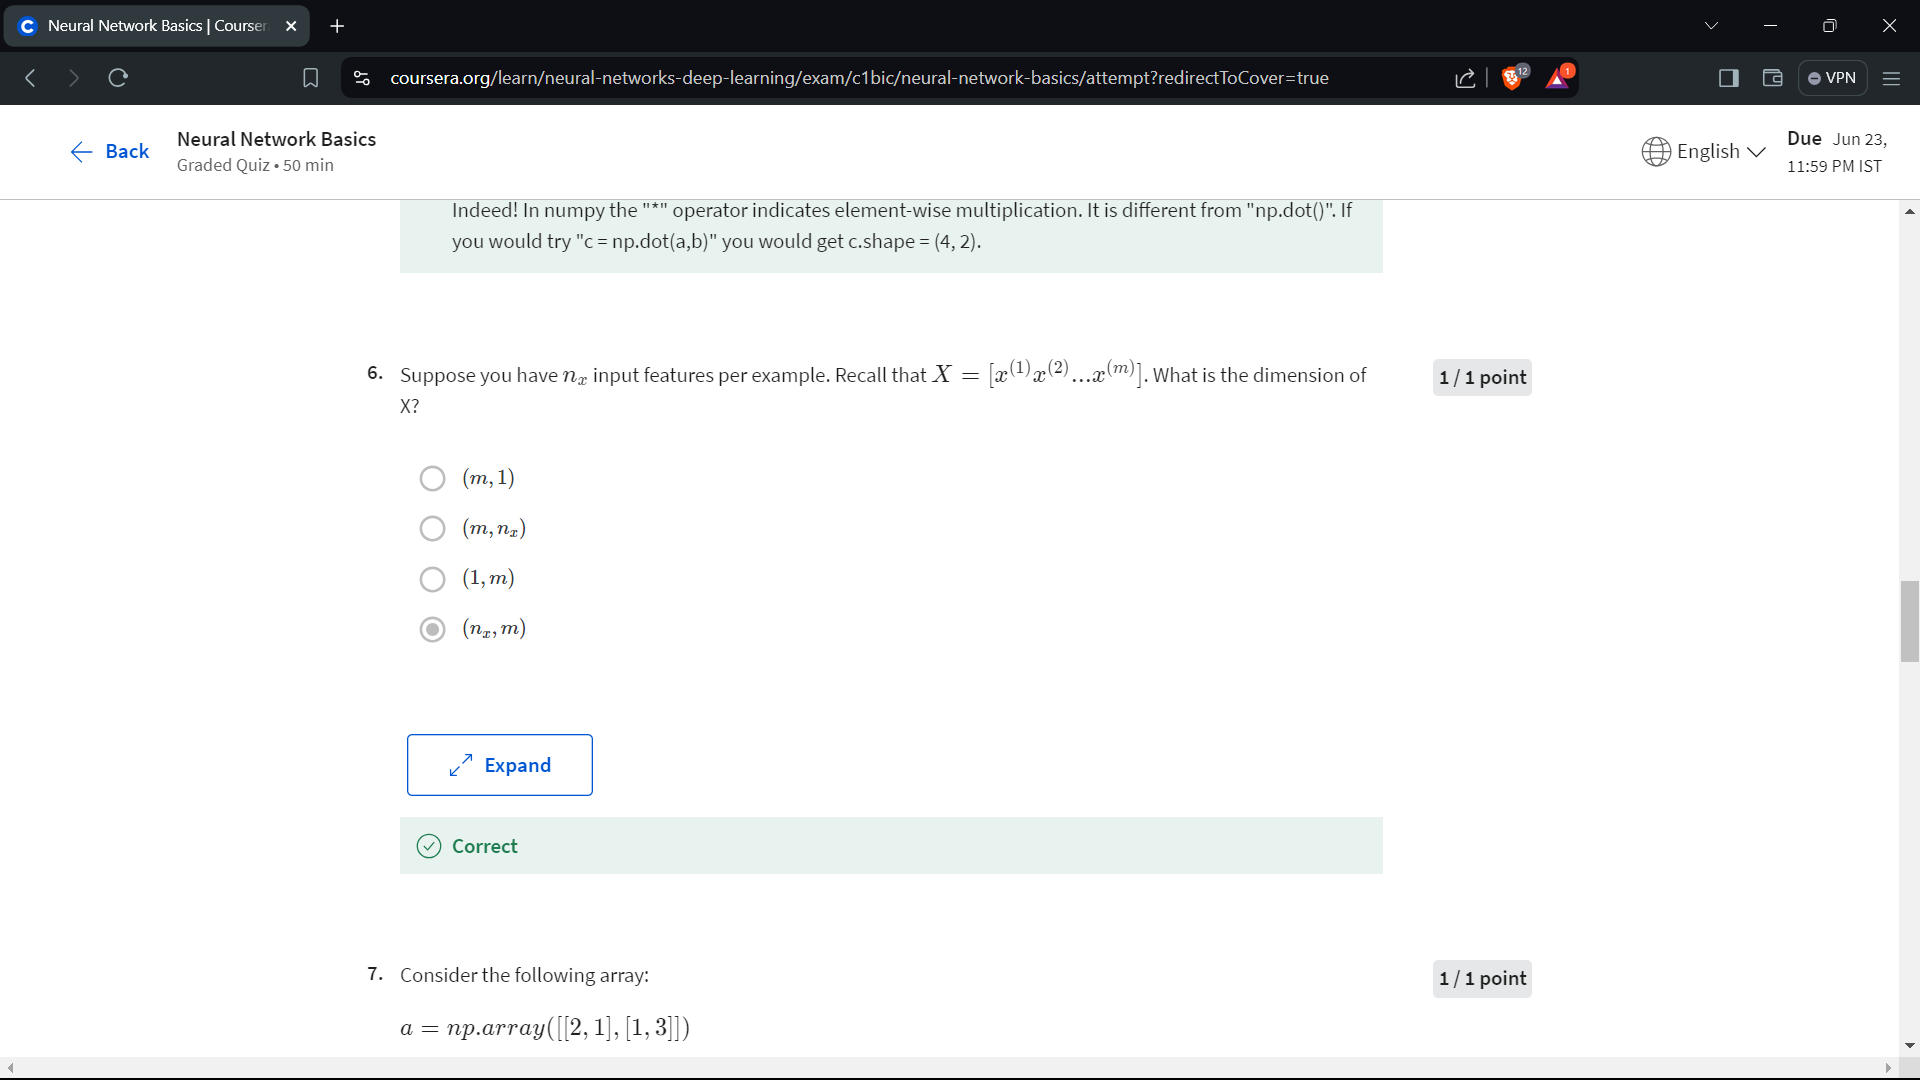 Neural Network Basics | Courser
coursera.org/learn/neural-networks-deep-learning/exam/c1bic/neural-network-basics/attempt?redirectToCover=true
12
1
VPN
Back
Neural Network Basics
Graded Quiz • 50 min
English
Due Jun 23,
11:59 PM IST
Indeed! In numpy the "*" operator indicates element-wise multiplication. It is different from "np.dot()". If
you would try "c = np.dot(a,b)" you would get c.shape = (4, 2).
6. Suppose you have n_x input features per example. Recall that X = [x^(1) x^(2) ... x^(m)]. What is the dimension of
X?
1 / 1 point
(m, 1)
(m, n_x)
(1, m)
(n_x, m)
Expand
Correct
7. Consider the following array:
1 / 1 point
a = np.array([[2, 1], [1, 3]])